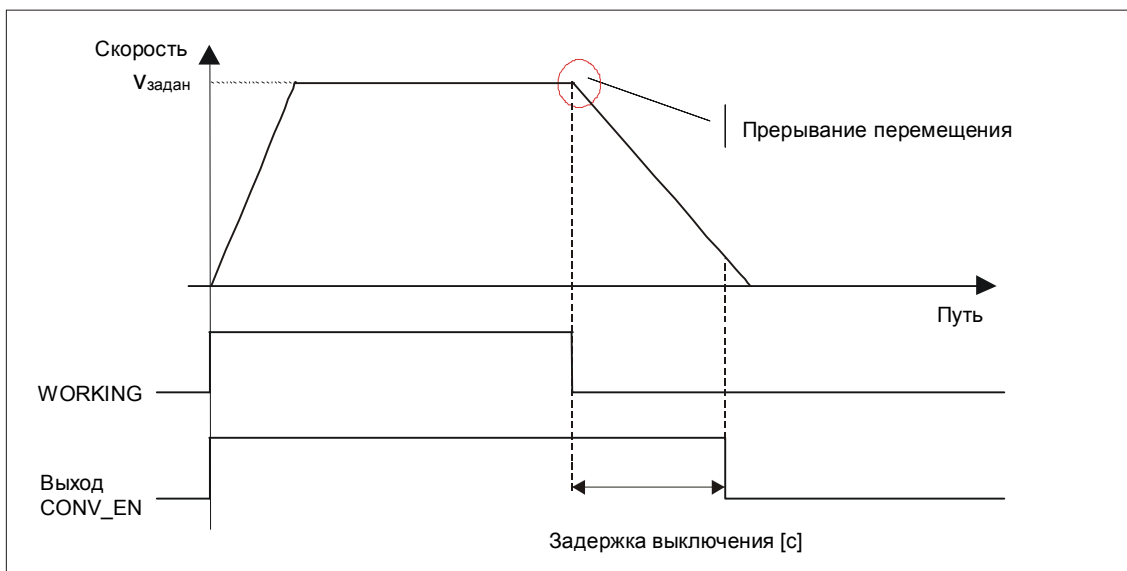 Скорость
Vзадан
Прерывание перемещения
Путь
WORKING
Выход
CONV_EN
Задержка выключения [с]